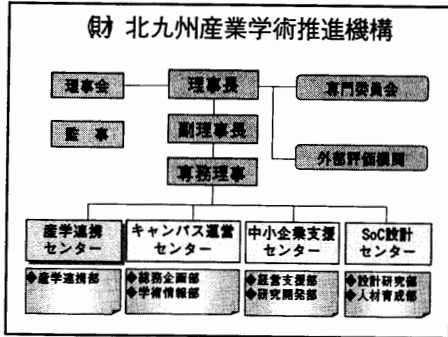 (財) 北九州産業学術推進機構
理事会
理事長
専門委員会
監事
副理事長
外部評価機関
専務理事
産学連携
センター
キャンパス運営
センター
中小企業支援
センター
SoC設計
センター
◆産学連携部
◆総務企画部
◆学術情報部
◆経営支援部
◆研究開発部
◆設計研究部
◆人材育成部